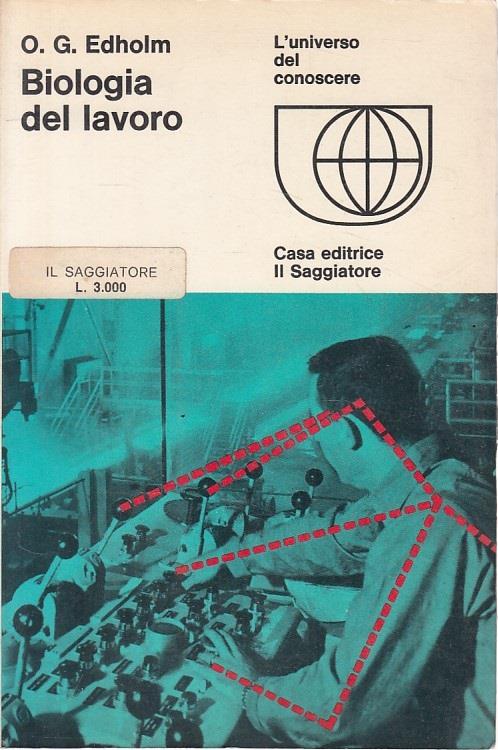 O. G. Edholm
Biologia
del lavoro
L'universo
del
conoscere
Casa editrice
Il Saggiatore
IL SAGGIATORE
L. 3.000